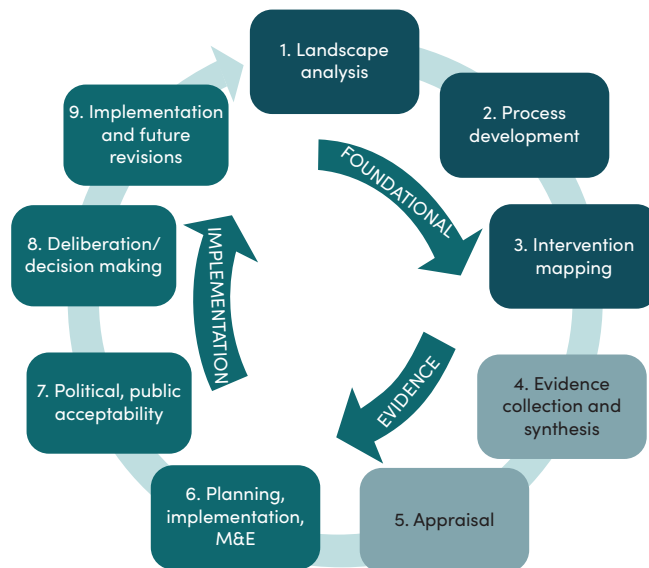 1. Landscape
analysis
2. Process
development
3. Intervention
mapping
4. Evidence
collection and
synthesis
5. Appraisal
6. Planning,
implementation,
M&E
7. Political, public
acceptability
8. Deliberation/
decision making
9. Implementation
and future
revisions
FOUNDATIONAL
EVIDENCE
IMPLEMENTATION